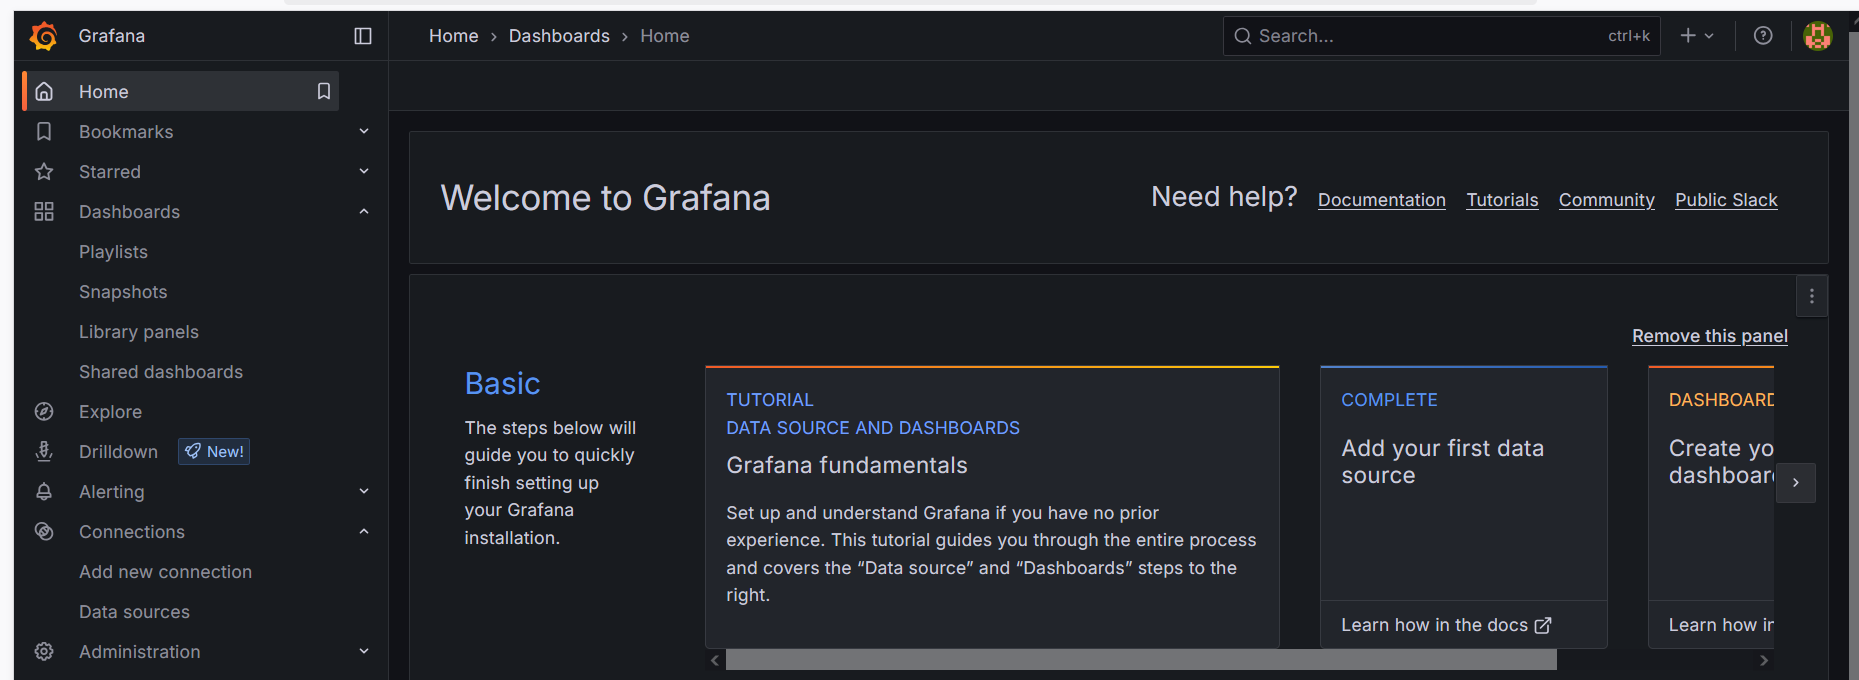 Grafana
Home › Dashboards › Home
Search...
ctrl+k
Home
Bookmarks
Starred
Dashboards
Playlists
Snapshots
Library panels
Shared dashboards
Explore
Drilldown
New!
Alerting
Connections
Add new connection
Data sources
Administration
Welcome to Grafana
Need help?
Documentation
Tutorials
Community
Public Slack
Remove this panel
Basic
The steps below will
guide you to quickly
finish setting up
your Grafana
installation.
TUTORIAL
DATA SOURCE AND DASHBOARDS
Grafana fundamentals
Set up and understand Grafana if you have no prior
experience. This tutorial guides you through the entire process
and covers the “Data source” and “Dashboards” steps to the
right.
COMPLETE
Add your first data
source
Learn how in the docs
DASHBOARD
Create yo
dashboar
Learn how in